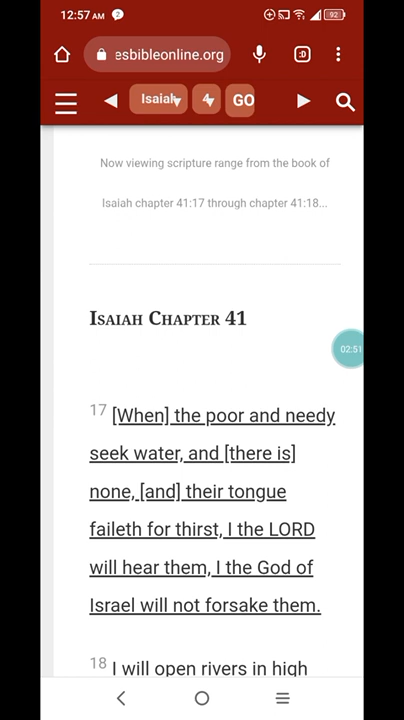 12:57 AM 92
esbibleonline.org :D
Isaiah 4 GO
Now viewing scripture range from the book of
Isaiah chapter 41:17 through chapter 41:18...
ISAIAH CHAPTER 41
02:51
17 [When] the poor and needy
seek water, and [there is]
none, [and] their tongue
faileth for thirst, I the LORD
will hear them, I the God of
Israel will not forsake them.
18 I will open rivers in high